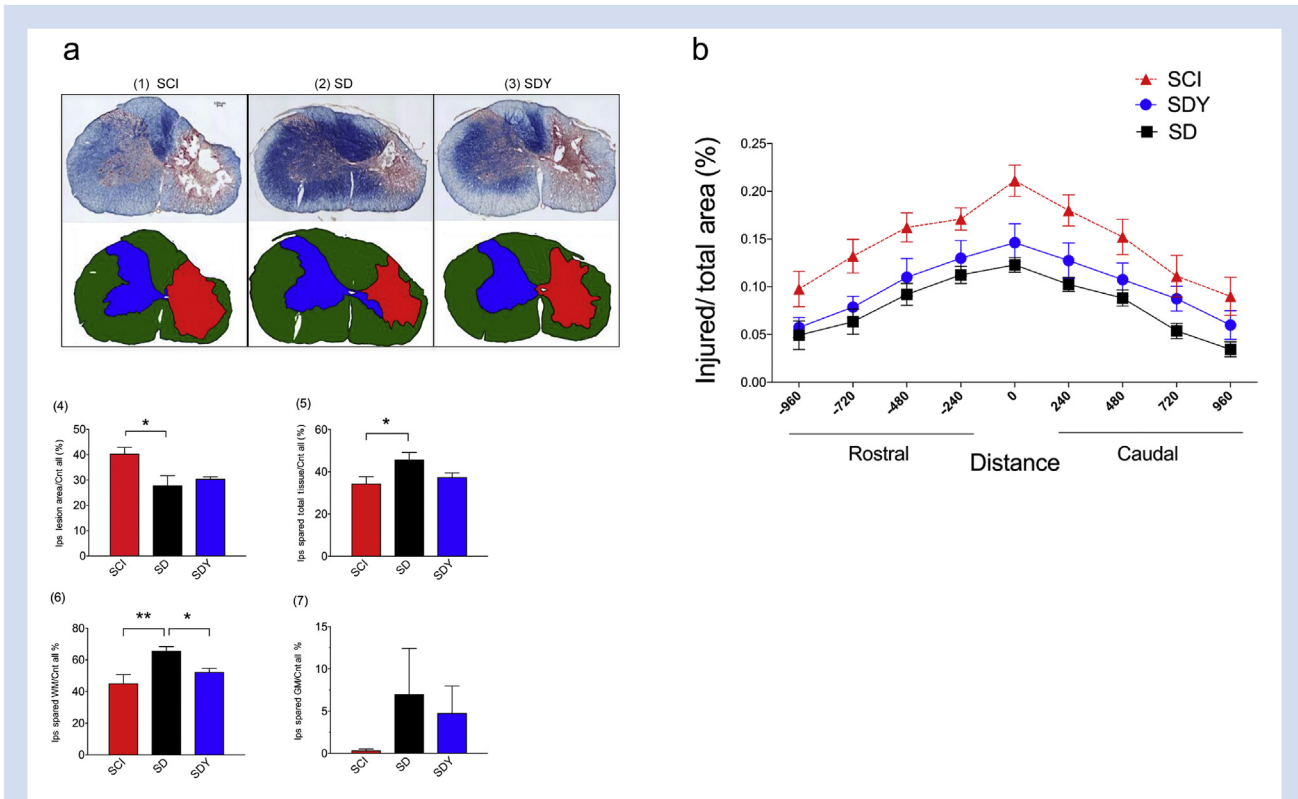 a
(1) SCI
(2) SD
(3) SDY
(4)
Ips lesion area/Cnt all (%)
50
40
30
20
10
0
*
SCI
SD
SDY
(5)
Ips spared total tissue/Cnt all (%)
60
40
20
0
*
SCI
SD
SDY
(6)
Ips spared WM/Cnt all %
80
60
40
20
0
**
*
SCI
SD
SDY
(7)
Ips spared GM/Cnt all %
15
10
5
0
SCI
SD
SDY
b
SCI
SDY
SD
Injured/ total area (%)
0.25
0.20
0.15
0.10
0.05
0.00
-960
-720
-480
-240
0
240
480
720
960
Rostral
Distance
Caudal